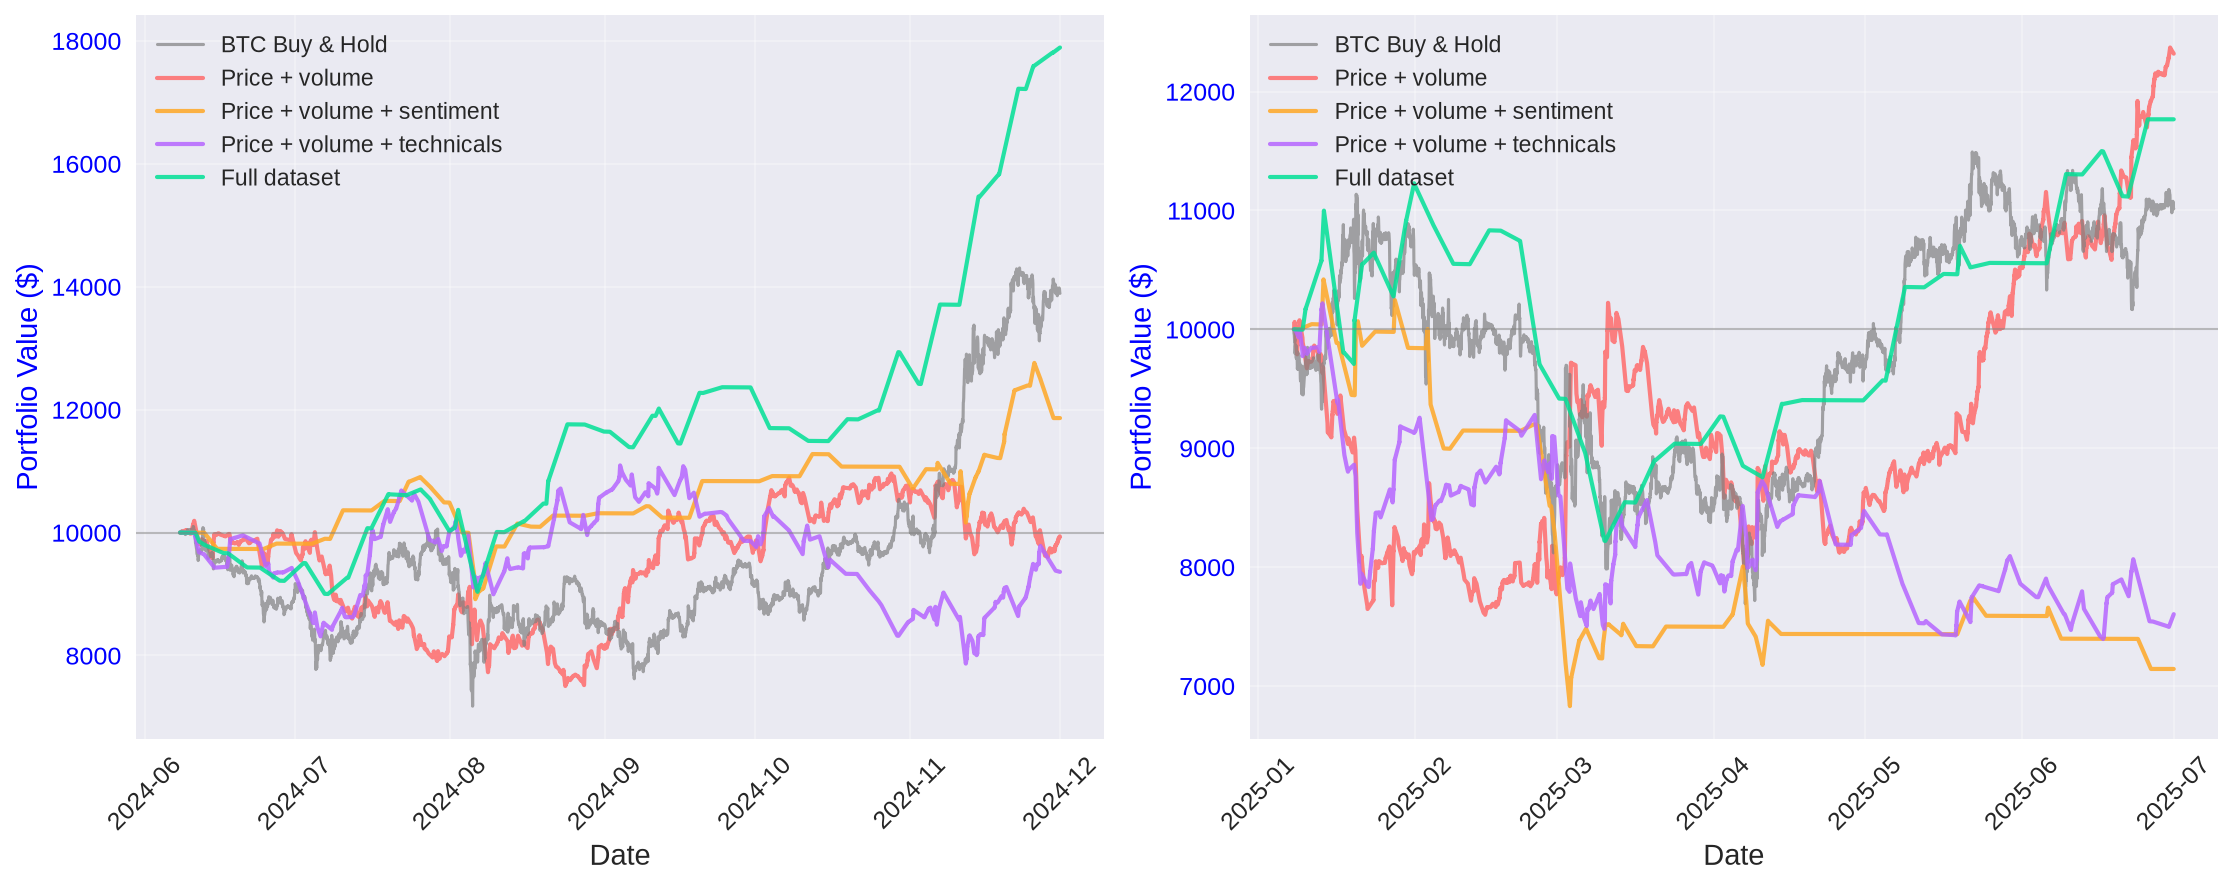 18000
16000
14000
12000
10000
8000
Portfolio Value ($)
BTC Buy & Hold
Price + volume
Price + volume + sentiment
Price + volume + technicals
Full dataset
2024-06
2024-07
2024-08
2024-09
2024-10
2024-11
2024-12
Date
12000
11000
10000
9000
8000
7000
Portfolio Value ($)
BTC Buy & Hold
Price + volume
Price + volume + sentiment
Price + volume + technicals
Full dataset
2025-01
2025-02
2025-03
2025-04
2025-05
2025-06
2025-07
Date